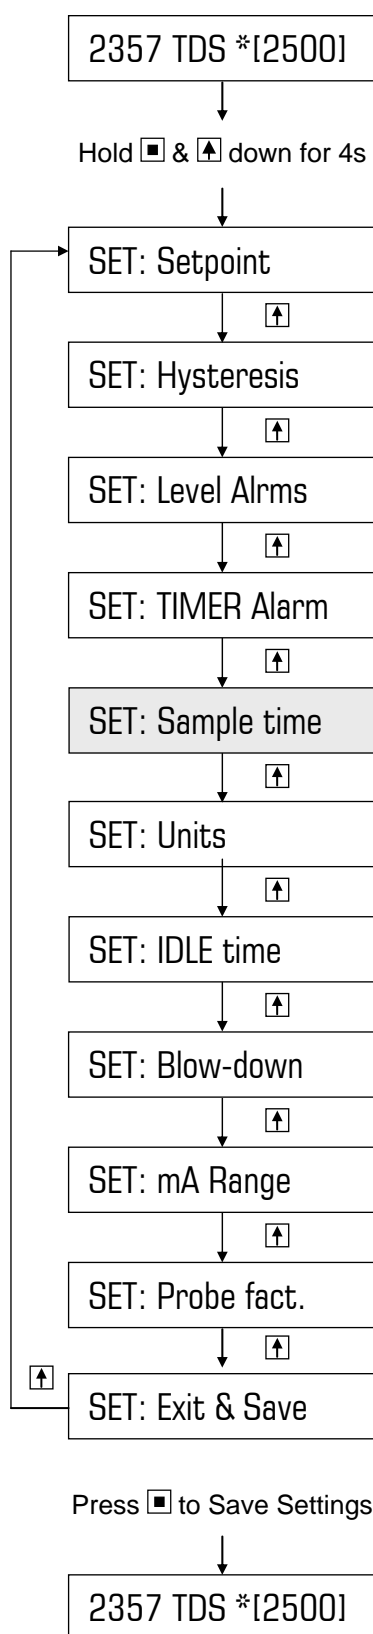 2357 TDS *[2500]
Hold ■ & ↑ down for 4s
SET: Setpoint
SET: Hysteresis
SET: Level Alrms
SET: TIMER Alarm
SET: Sample time
SET: Units
SET: IDLE time
SET: Blow-down
SET: mA Range
SET: Probe fact.
SET: Exit & Save
Press ■ to Save Settings
2357 TDS *[2500]